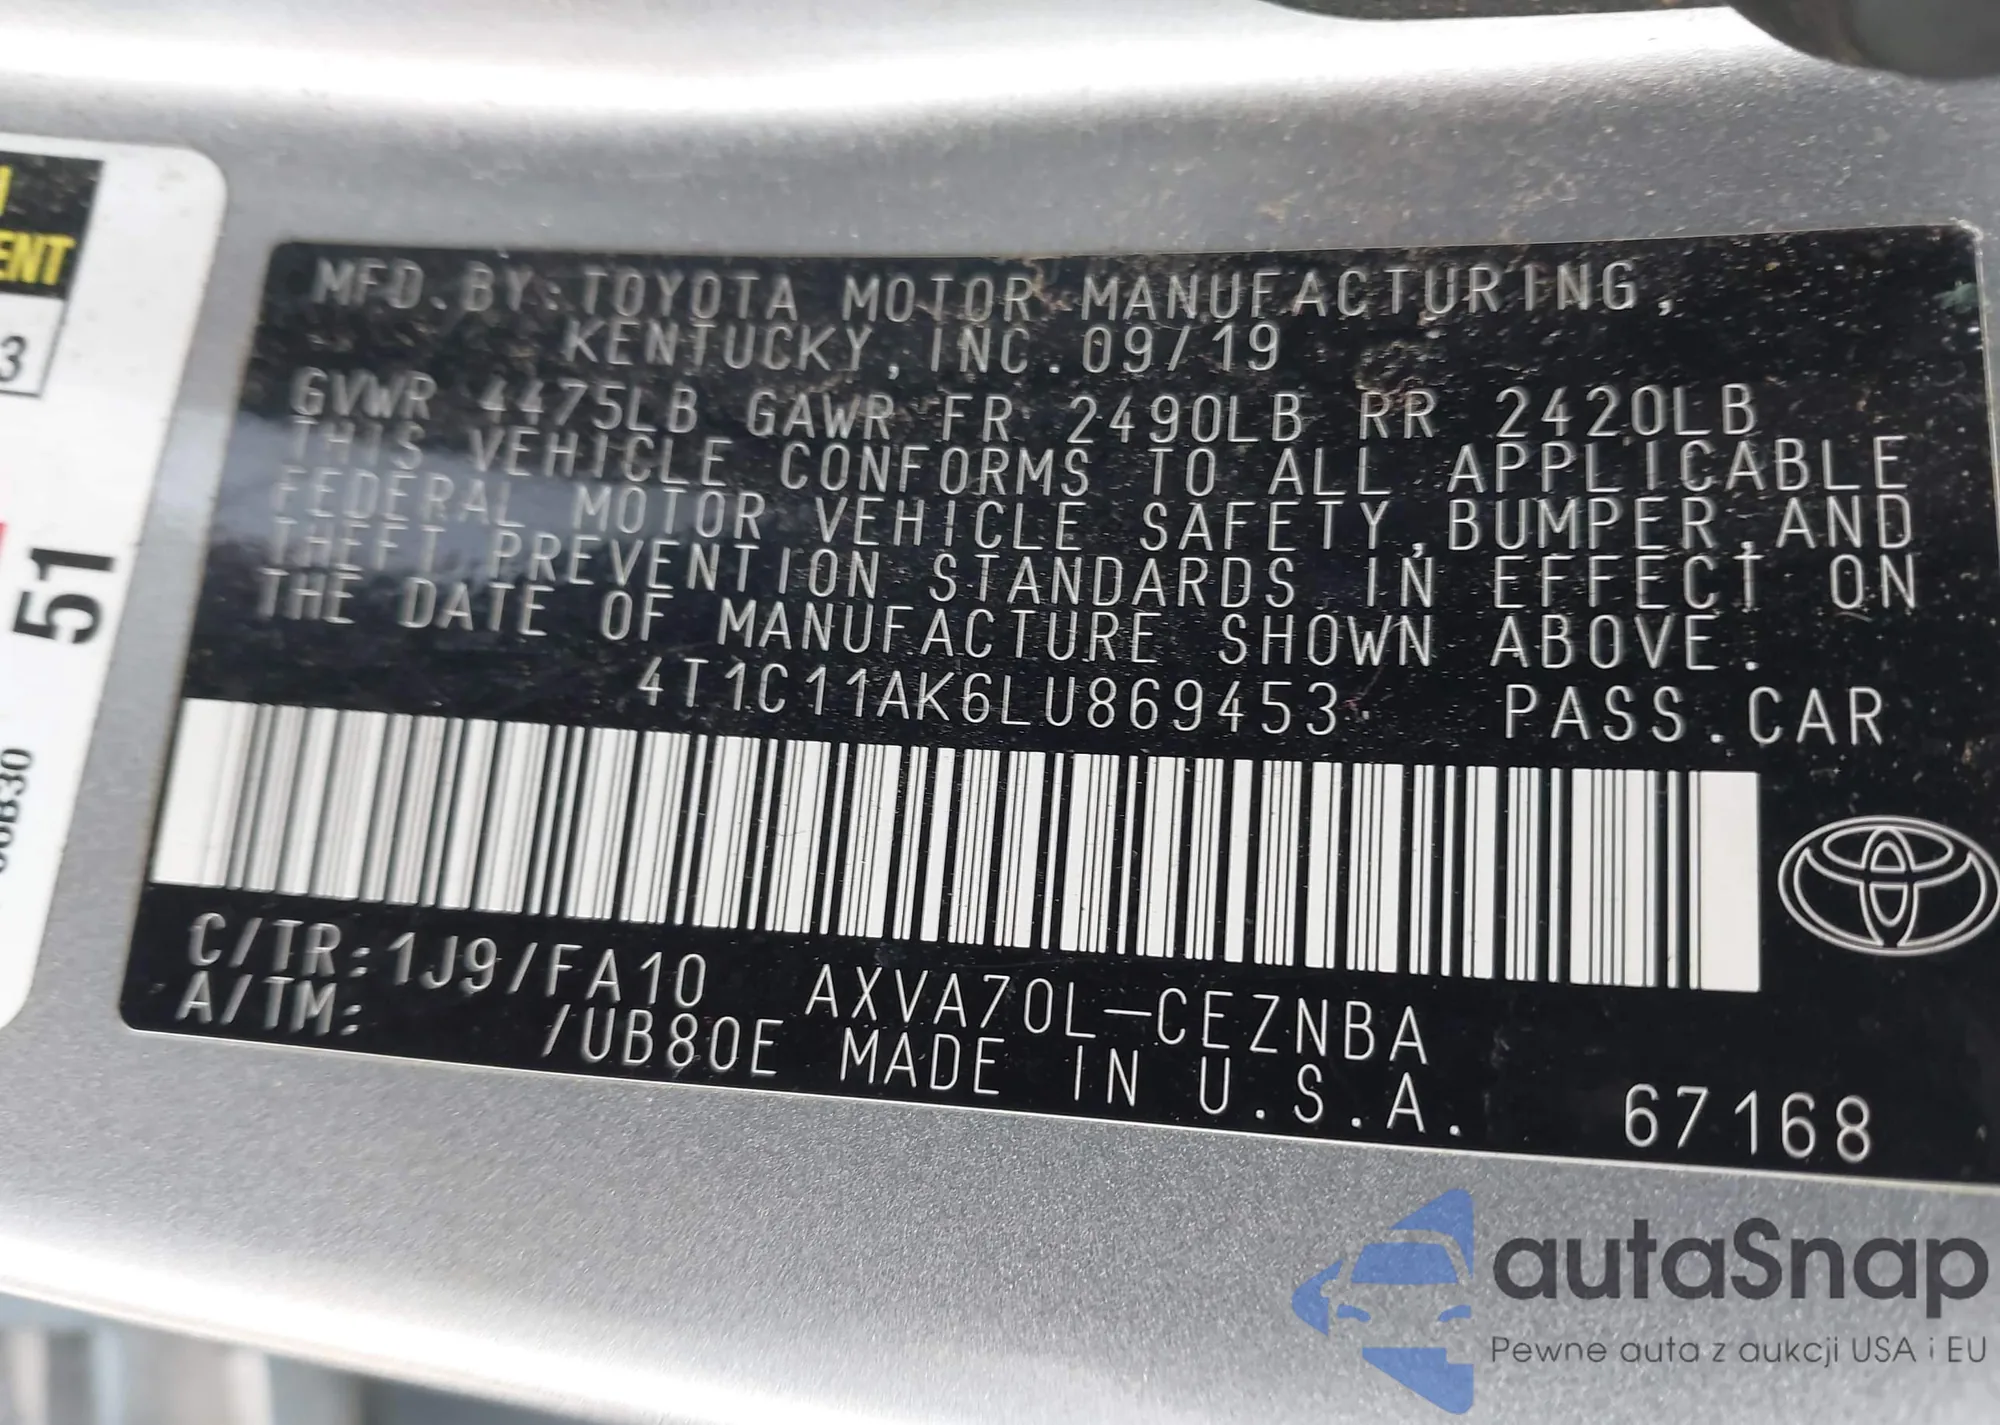 ENT
3
51
MFD.BY:TOYOTA MOTOR MANUFACTURING,
KENTUCKY,INC.09/19
GVWR 4475LB GAWR FR 2490LB RR 2420LB
THIS VEHICLE CONFORMS TO ALL APPLICABLE
FEDERAL MOTOR VEHICLE SAFETY,BUMPER,AND
THEFT PREVENTION STANDARDS IN EFFECT ON
THE DATE OF MANUFACTURE SHOWN ABOVE.
4T1C11AK6LU869453 PASS.CAR
C/TR:1J9/FA10 AXVA70L-CEZNBA
A/TM: /UB80E MADE IN U.S.A.
67168
autaSnap
Pewne auta z aukcji USA i EU